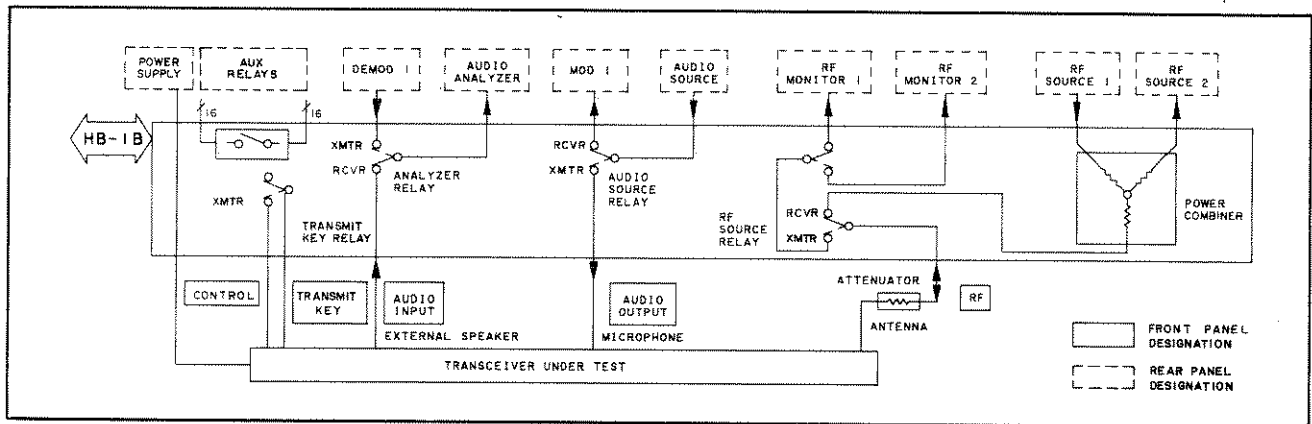 POWER SUPPLY
AUX RELAYS
DEMOD 1
AUDIO ANALYZER
MOD 1
AUDIO SOURCE
RF MONITOR 1
RF MONITOR 2
RF SOURCE 1
RF SOURCE 2
16
16
HB-IB
XMTR
RCVR
ANALYZER RELAY
RCVR
XMTR
AUDIO SOURCE RELAY
XMTR
TRANSMIT KEY RELAY
RF SOURCE RELAY
RCVR
XMTR
POWER COMBINER
CONTROL
TRANSMIT KEY
AUDIO INPUT
EXTERNAL SPEAKER
AUDIO OUTPUT
MICROPHONE
ATTENUATOR
ANTENNA
RF
TRANSCEIVER UNDER TEST
FRONT PANEL DESIGNATION
REAR PANEL DESIGNATION